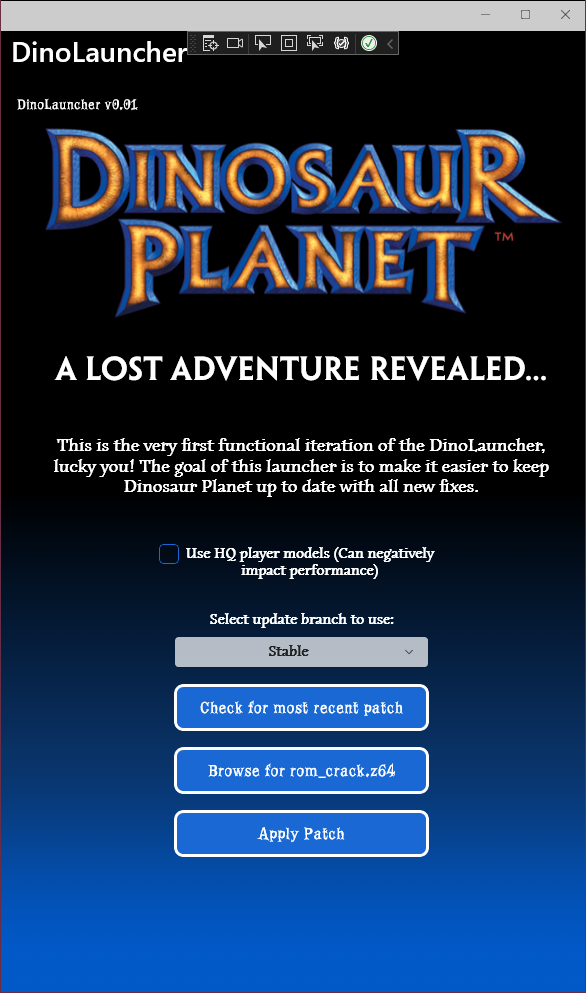 DinoLauncher
DinoLauncher v0.01
DINOSAUR
PLANET ™
A LOST ADVENTURE REVEALED...
This is the very first functional iteration of the DinoLauncher,
lucky you! The goal of this launcher is to make it easier to keep
Dinosaur Planet up to date with all new fixes.
Use HQ player models (Can negatively
impact performance)
Select update branch to use:
Stable
Check for most recent patch
Browse for rom_crack.z64
Apply Patch